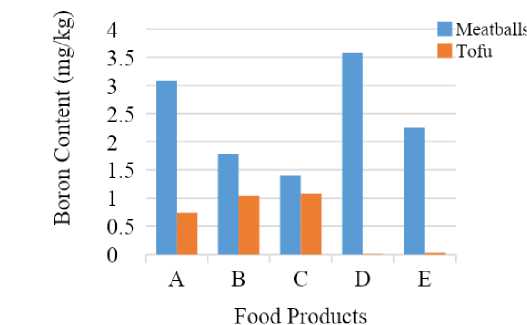 Boron Content (mg/kg)
4
3.5
3
2.5
2
1.5
1
0.5
0
A B C D E
Food Products
Meatballs
Tofu